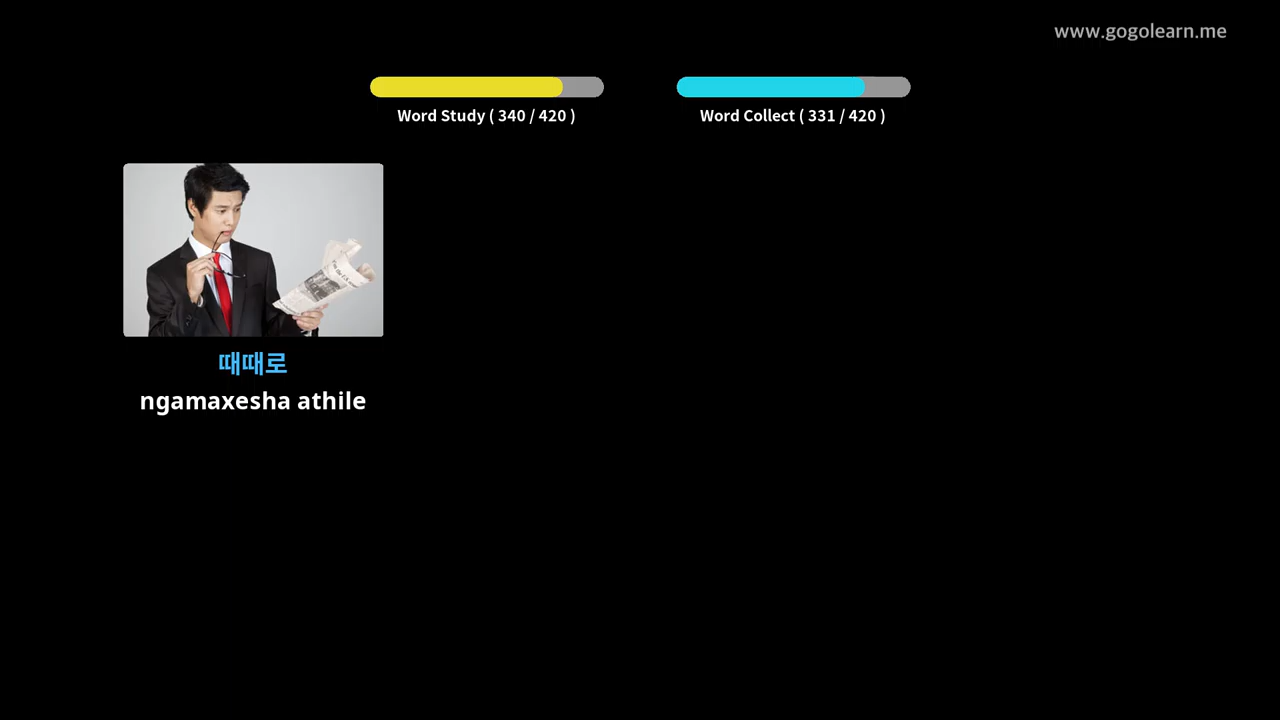 www.gogolearn.me
Word Study ( 340 / 420 )
Word Collect ( 331 / 420 )
때때로
ngamaxesha athile